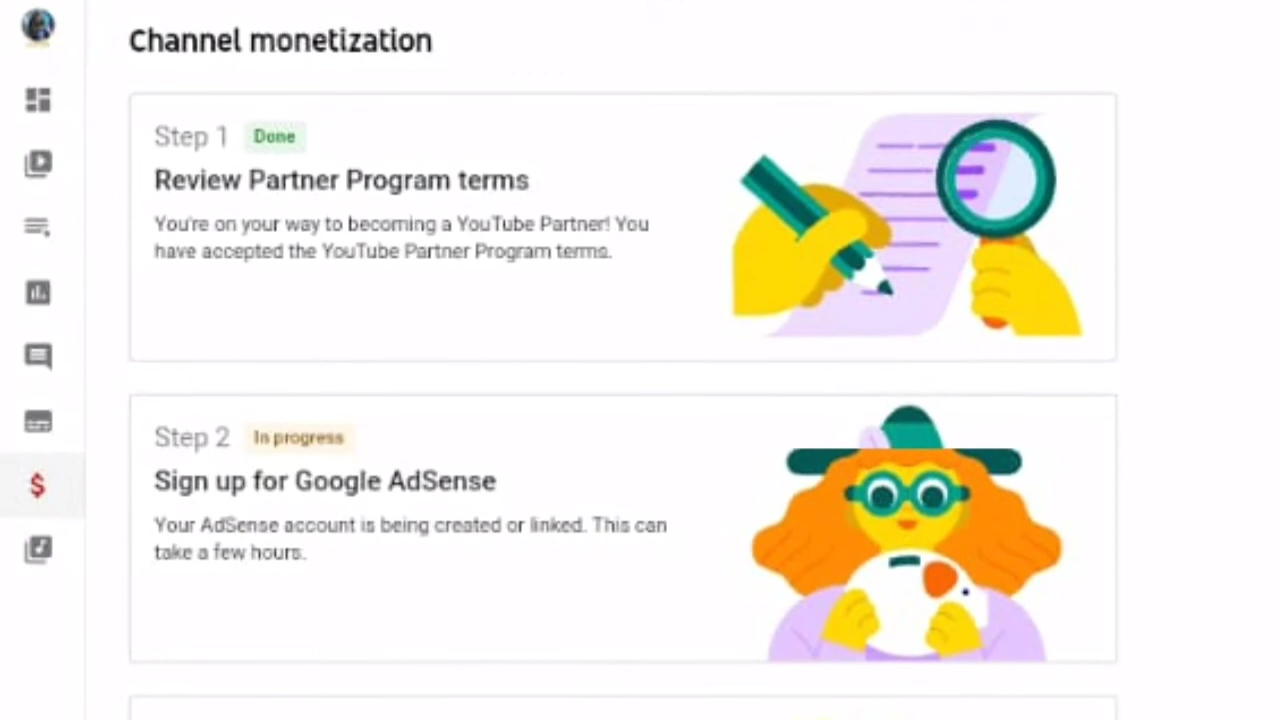 Channel monetization
Step 1 Done
Review Partner Program terms
You're on your way to becoming a YouTube Partner! You
have accepted the YouTube Partner Program terms.
Step 2 In progress
Sign up for Google AdSense
Your AdSense account is being created or linked. This can
take a few hours.